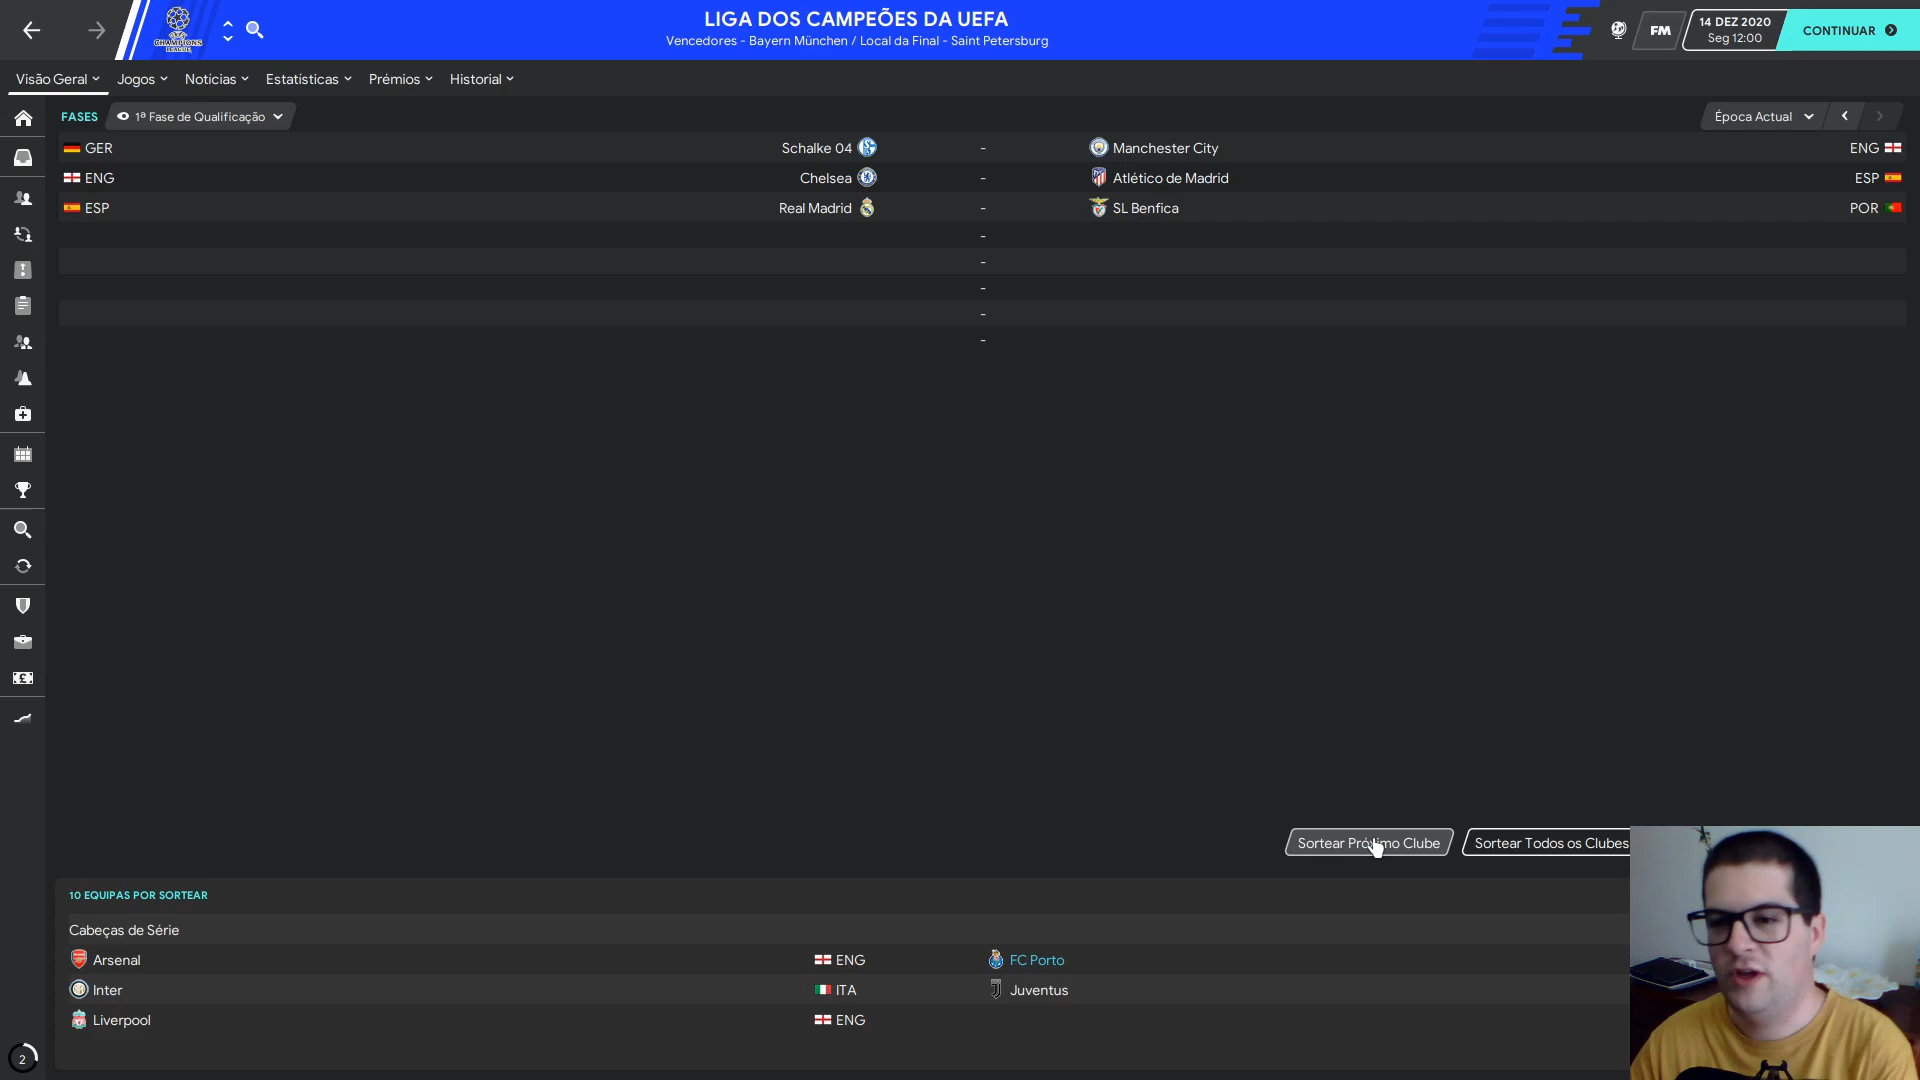 LIGA DOS CAMPEÕES DA UEFA
Vencedores - Bayern München / Local da Final - Saint Petersburg
CHAMPIONS LEAGUE
FM
14 DEZ 2020
Seg 12:00
CONTINUAR
Visão Geral Jogos Notícias Estatísticas Prémios Historial
FASES 1ª Fase de Qualificação Época Actual
GER Schalke 04 - Manchester City ENG
ENG Chelsea - Atlético de Madrid ESP
ESP Real Madrid - SL Benfica POR
-
-
-
-
-
Sortear Próximo Clube Sortear Todos os Clubes
10 EQUIPAS POR SORTEAR
Cabeças de Série
Arsenal ENG FC Porto
Inter ITA Juventus
Liverpool ENG
2